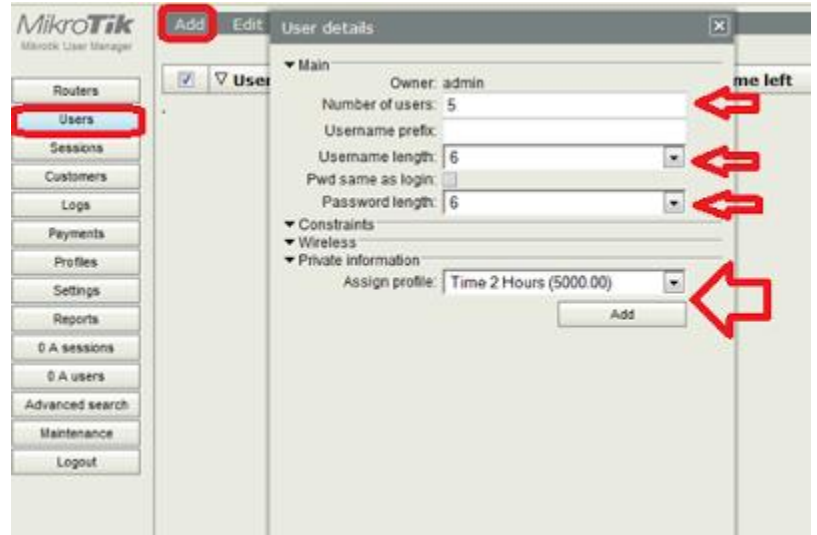 MikroTik
Mikrotik User Manager
Routers
Users
Sessions
Customers
Logs
Payments
Profiles
Settings
Reports
0 A sessions
0 A users
Advanced search
Maintenance
Logout
Add Edit
User me left
User details
Main
Owner: admin
Number of users: 5
Username prefix:
Username length: 6
Pwd same as login:
Password length: 6
Constraints
Wireless
Private information
Assign profile: Time 2 Hours (5000.00)
Add